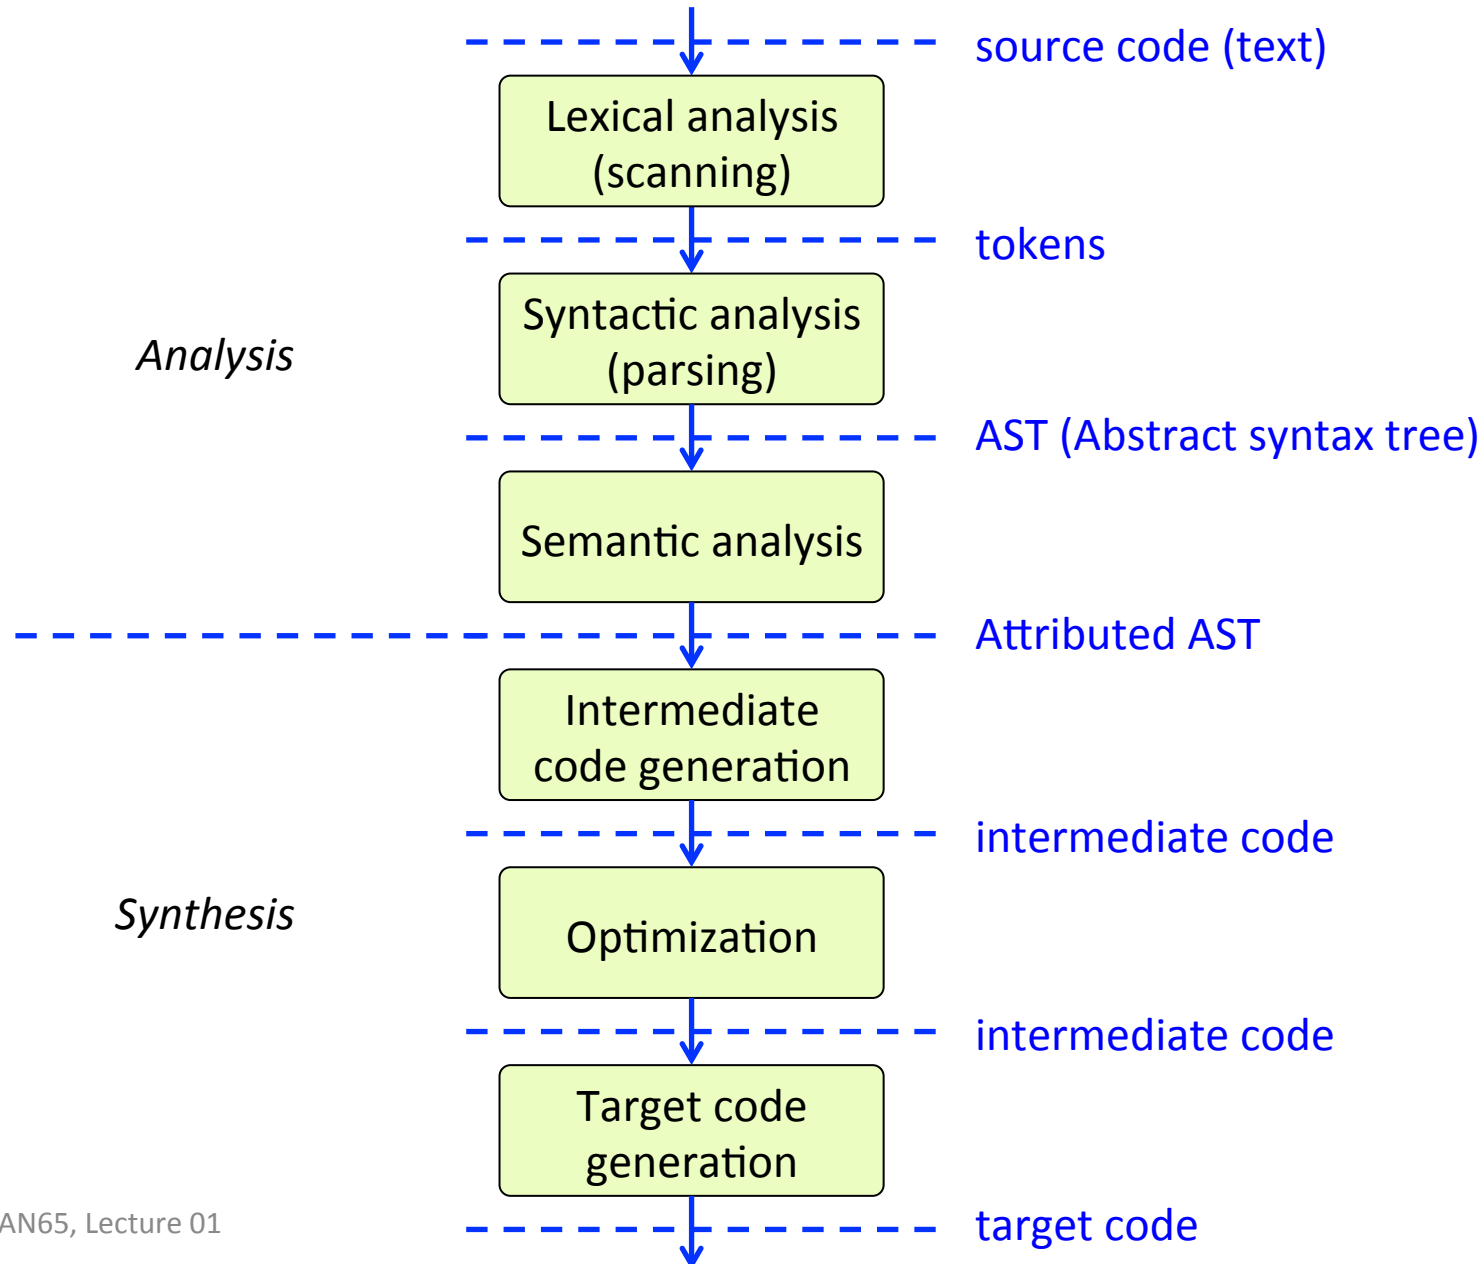 source code (text)
Lexical analysis
(scanning)
tokens
Syntactic analysis
(parsing)
Analysis
AST (Abstract syntax tree)
Semantic analysis
Attributed AST
Intermediate
code generation
intermediate code
Synthesis
Optimization
intermediate code
Target code
generation
AN65, Lecture 01
target code